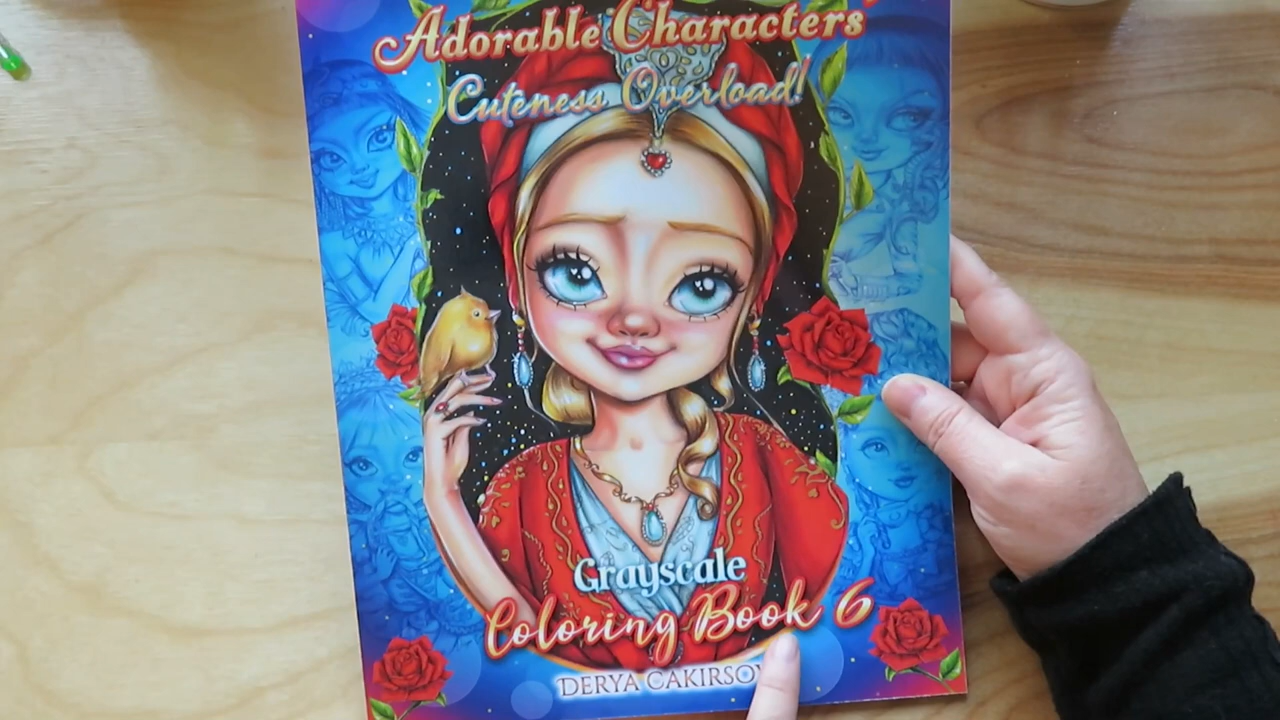 Adorable Characters
Cuteness Overload!
Grayscale
Coloring Book 6
DERYA CAKIRSOY